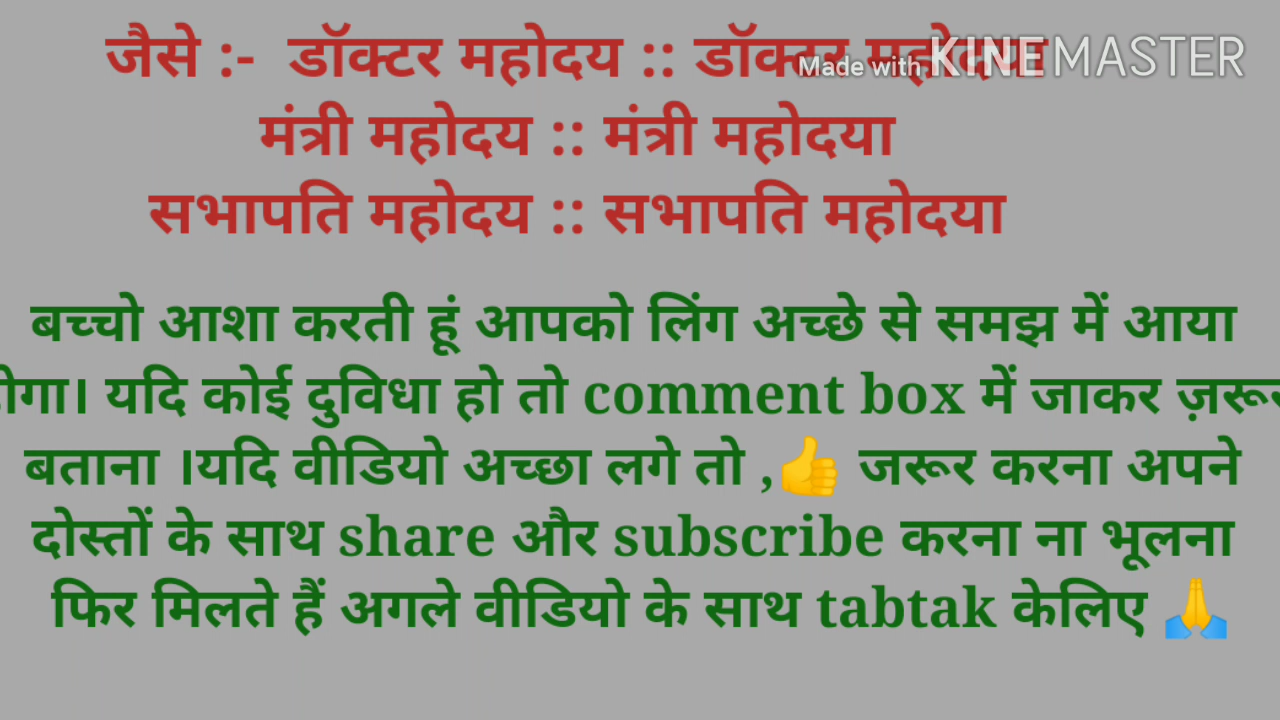 जैसे :- डॉक्टर महोदय :: डॉक्टर महोदया
Made with KINEMASTER
मंत्री महोदय :: मंत्री महोदया
सभापति महोदय :: सभापति महोदया
बच्चो आशा करती हूं आपको लिंग अच्छे से समझ में आया
होगा। यदि कोई दुविधा हो तो comment box में जाकर ज़रूर
बताना ।यदि वीडियो अच्छा लगे तो ,👍 जरूर करना अपने
दोस्तों के साथ share और subscribe करना ना भूलना
फिर मिलते हैं अगले वीडियो के साथ tabtak केलिए 🙏